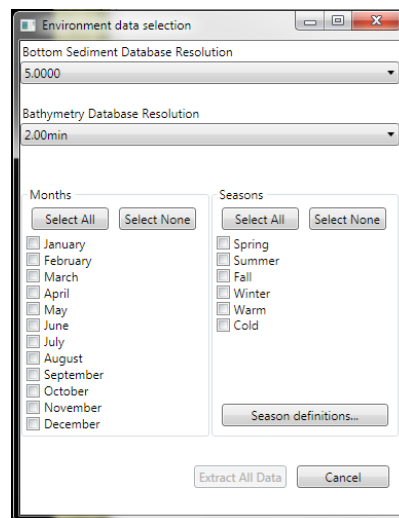 Environment data selection
Bottom Sediment Database Resolution
5.0000
Bathymetry Database Resolution
2.00min
Months
Select All Select None
January
February
March
April
May
June
July
August
September
October
November
December
Seasons
Select All Select None
Spring
Summer
Fall
Winter
Warm
Cold
Season definitions...
Extract All Data Cancel